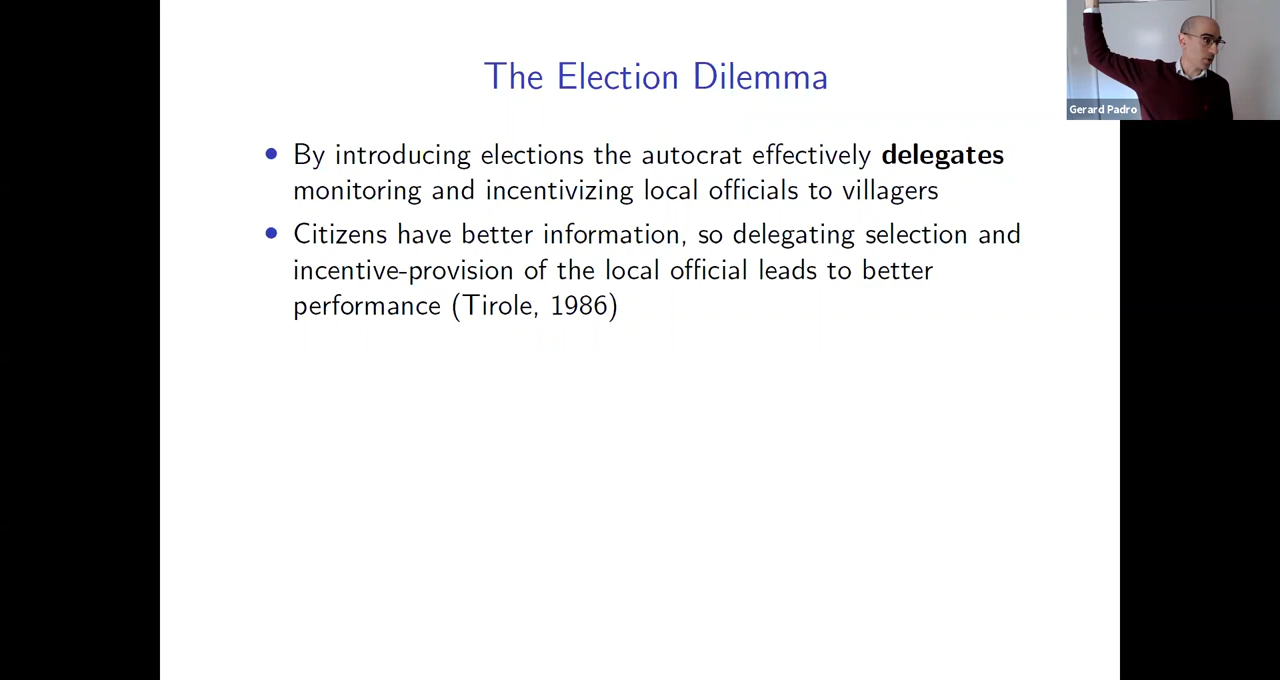 The Election Dilemma
Gerard Padro
By introducing elections the autocrat effectively delegates
monitoring and incentivizing local officials to villagers
Citizens have better information, so delegating selection and
incentive-provision of the local official leads to better
performance (Tirole, 1986)